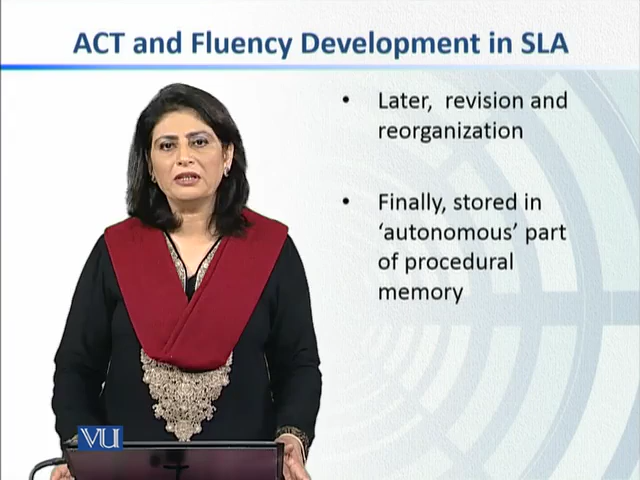 ACT and Fluency Development in SLA
• Later, revision and
reorganization
• Finally, stored in
‘autonomous’ part
of procedural
memory
VU